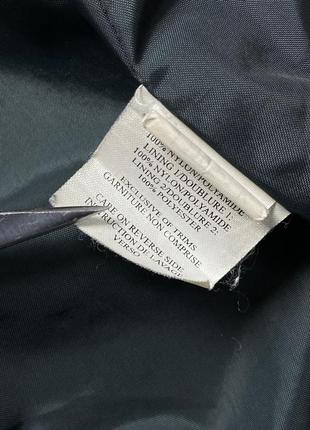 100% NYLON/POLYAMIDE
LINING 1/DOUBLURE 1:
100% NYLON/POLYAMIDE
LINING 2/DOUBLURE 2:
100% POLYESTER
EXCLUSIVE OF TRIMS
GARNITURE NON COMPRISE
CARE ON REVERSE SIDE
INSTRUCTION DE LAVAGE
VERSO